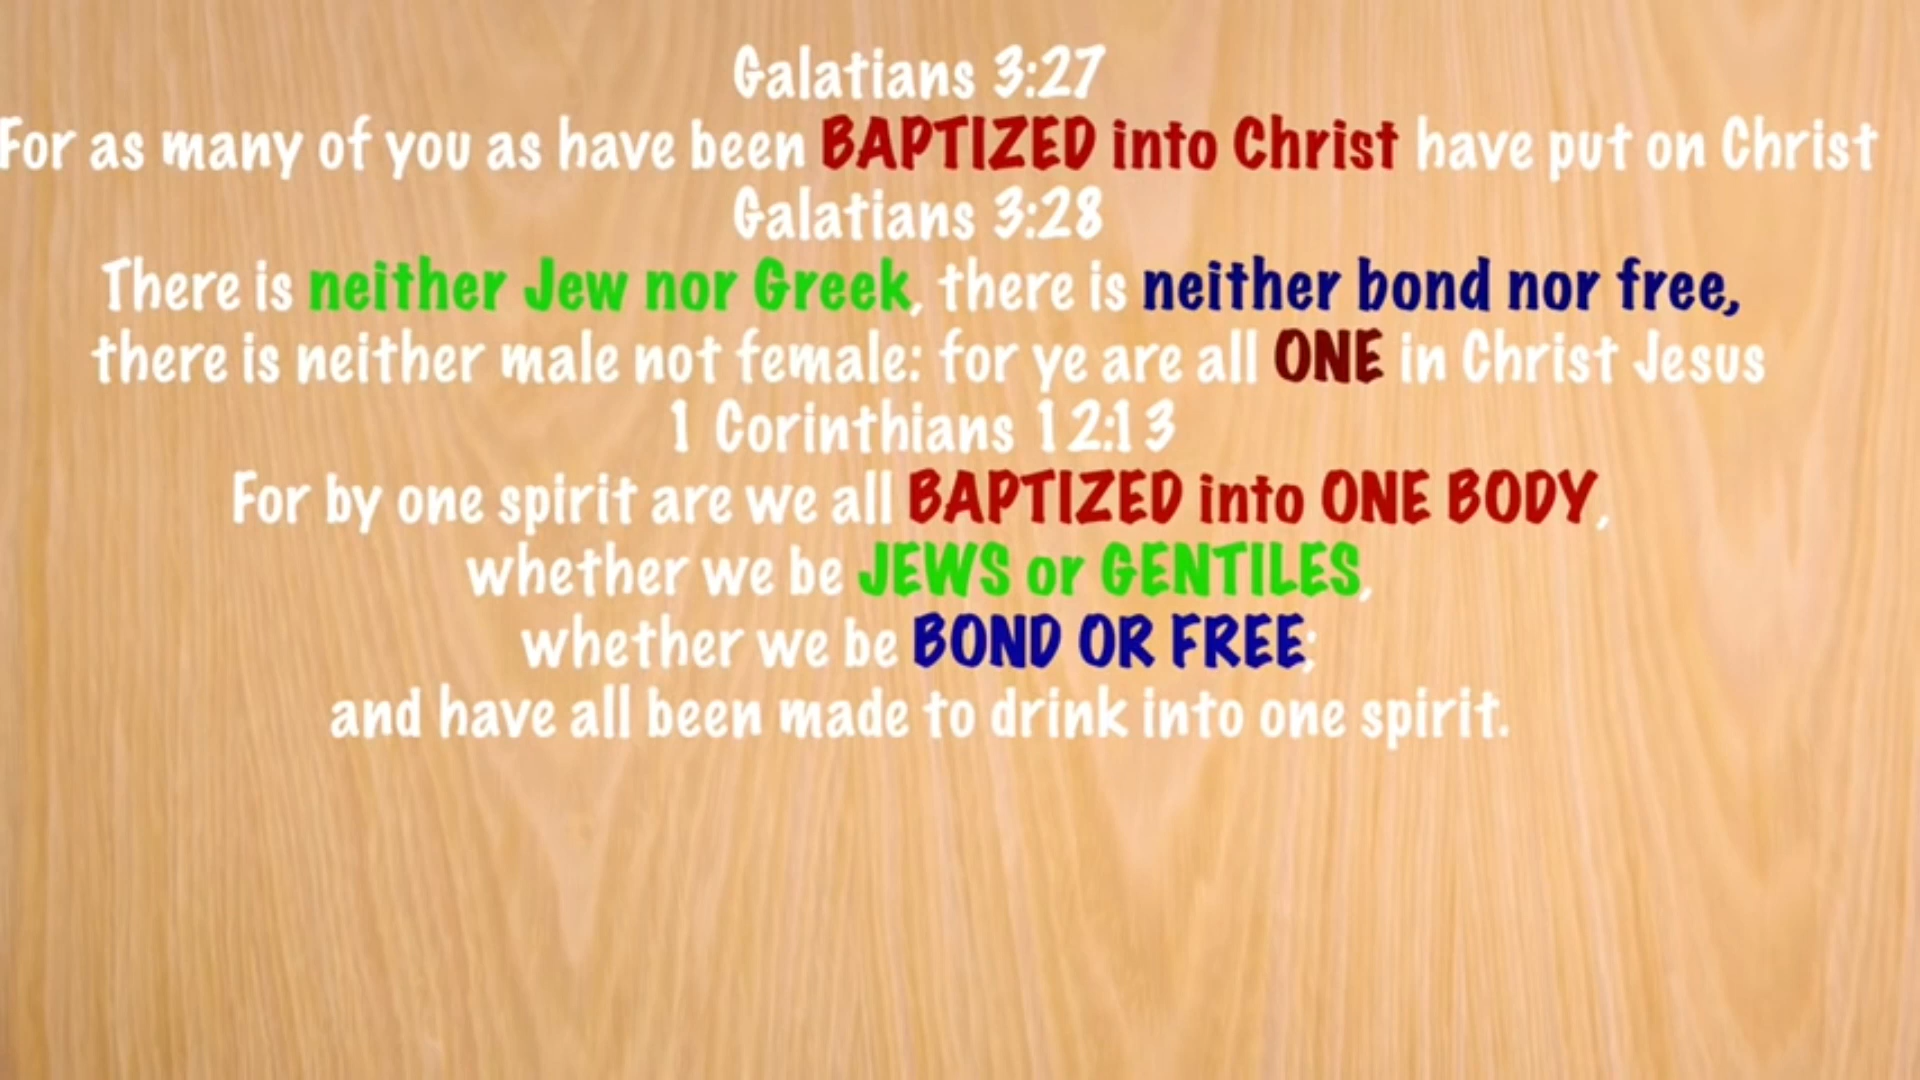 Galatians 3:27
For as many of you as have been BAPTIZED into Christ have put on Christ
Galatians 3:28
There is neither Jew nor Greek, there is neither bond nor free,
there is neither male not female: for ye are all ONE in Christ Jesus
1 Corinthians 12:13
For by one spirit are we all BAPTIZED into ONE BODY,
whether we be JEWS or GENTILES,
whether we be BOND OR FREE;
and have all been made to drink into one spirit.